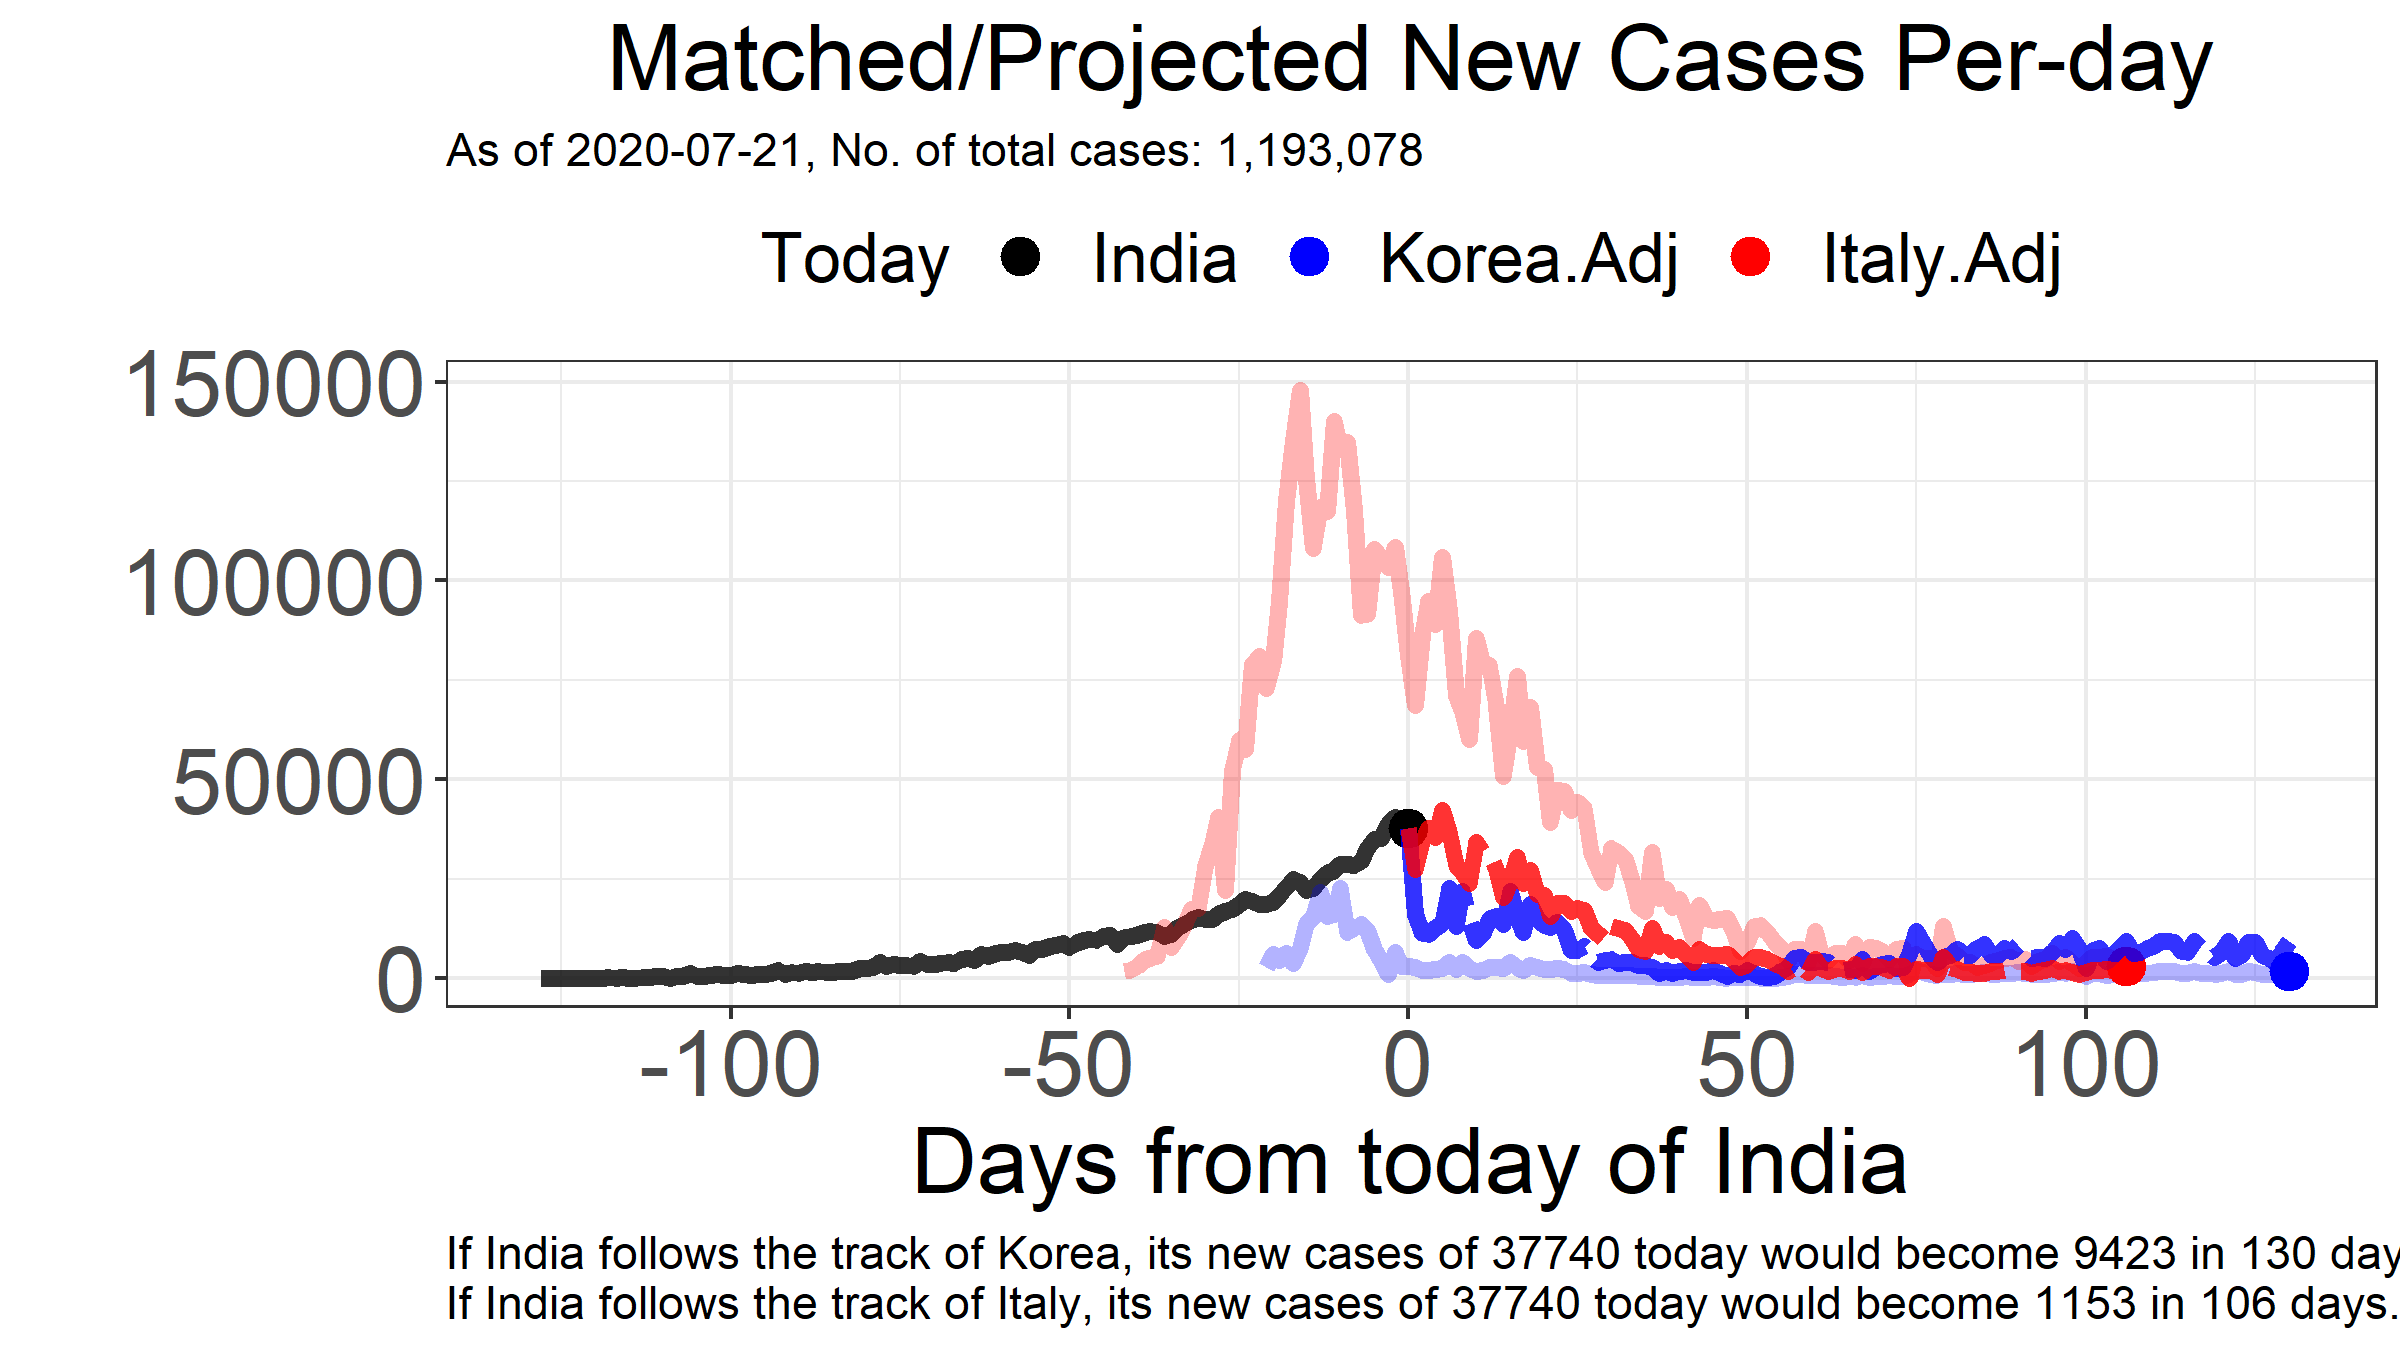 Matched/Projected New Cases Per-day
As of 2020-07-21, No. of total cases: 1,193,078
Today India Korea.Adj Italy.Adj
150000
100000
50000
0
-100 -50 0 50 100
Days from today of India
If India follows the track of Korea, its new cases of 37740 today would become 9423 in 130 day
If India follows the track of Italy, its new cases of 37740 today would become 1153 in 106 days.